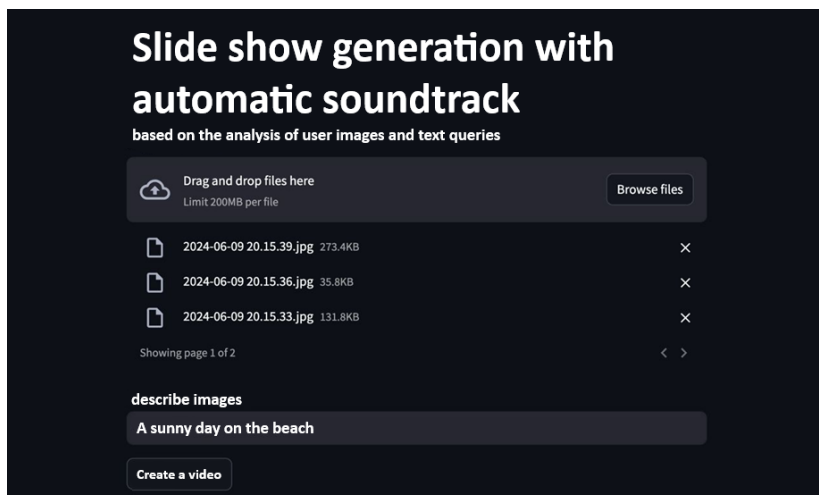 Slide show generation with
automatic soundtrack
based on the analysis of user images and text queries
Drag and drop files here
Limit 200MB per file
Browse files
2024-06-09 20.15.39.jpg 273.4KB
2024-06-09 20.15.36.jpg 35.8KB
2024-06-09 20.15.33.jpg 131.8KB
Showing page 1 of 2
describe images
A sunny day on the beach
Create a video